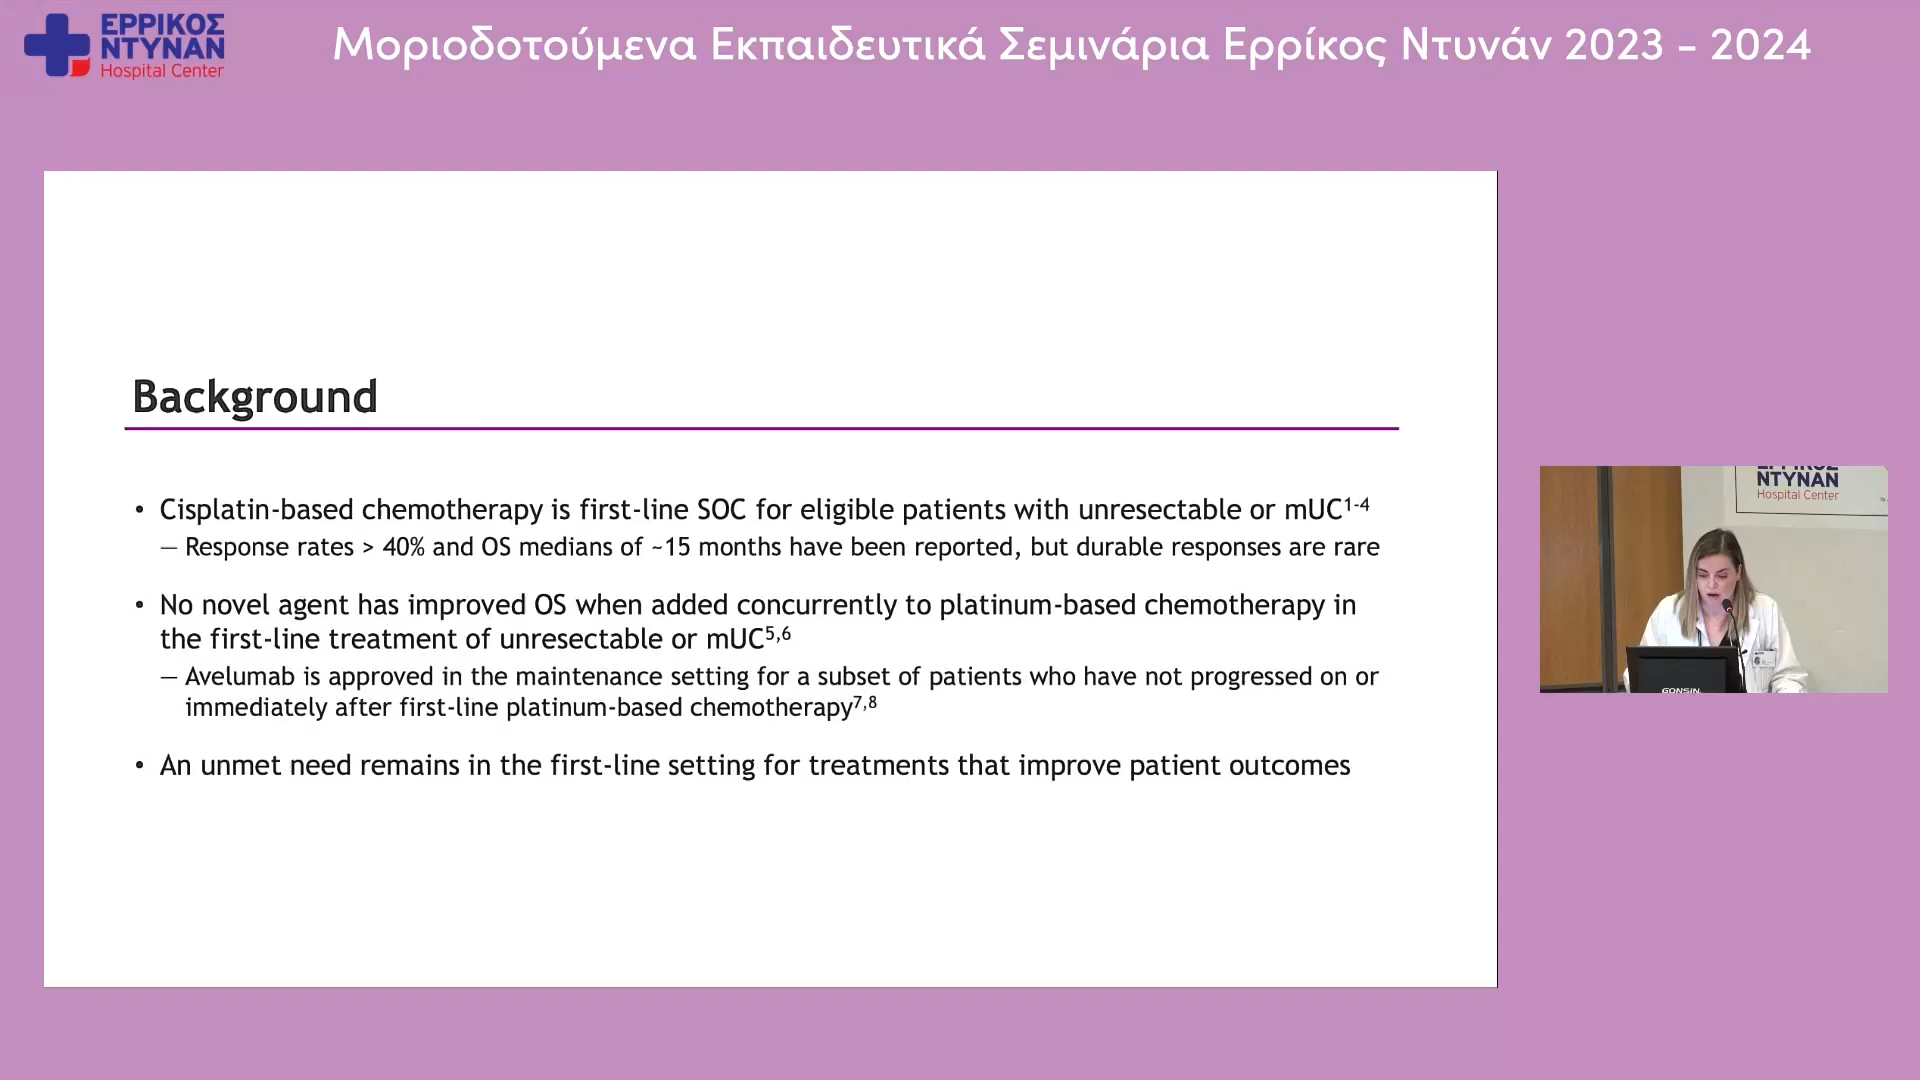 ΕΡΡΙΚΟΣ
ΝΤΥΝΑΝ
Hospital Center
Μοριοδοτούμενα Εκπαιδευτικά Σεμινάρια Ερρίκος Ντυνάν 2023 – 2024
Background
• Cisplatin-based chemotherapy is first-line SOC for eligible patients with unresectable or mUC1-4
— Response rates > 40% and OS medians of ~15 months have been reported, but durable responses are rare
• No novel agent has improved OS when added concurrently to platinum-based chemotherapy in
the first-line treatment of unresectable or mUC5,6
— Avelumab is approved in the maintenance setting for a subset of patients who have not progressed on or
immediately after first-line platinum-based chemotherapy7,8
• An unmet need remains in the first-line setting for treatments that improve patient outcomes
ΕΡΡΙΚΟΣ
ΝΤΥΝΑΝ
Hospital Center
GONSIN